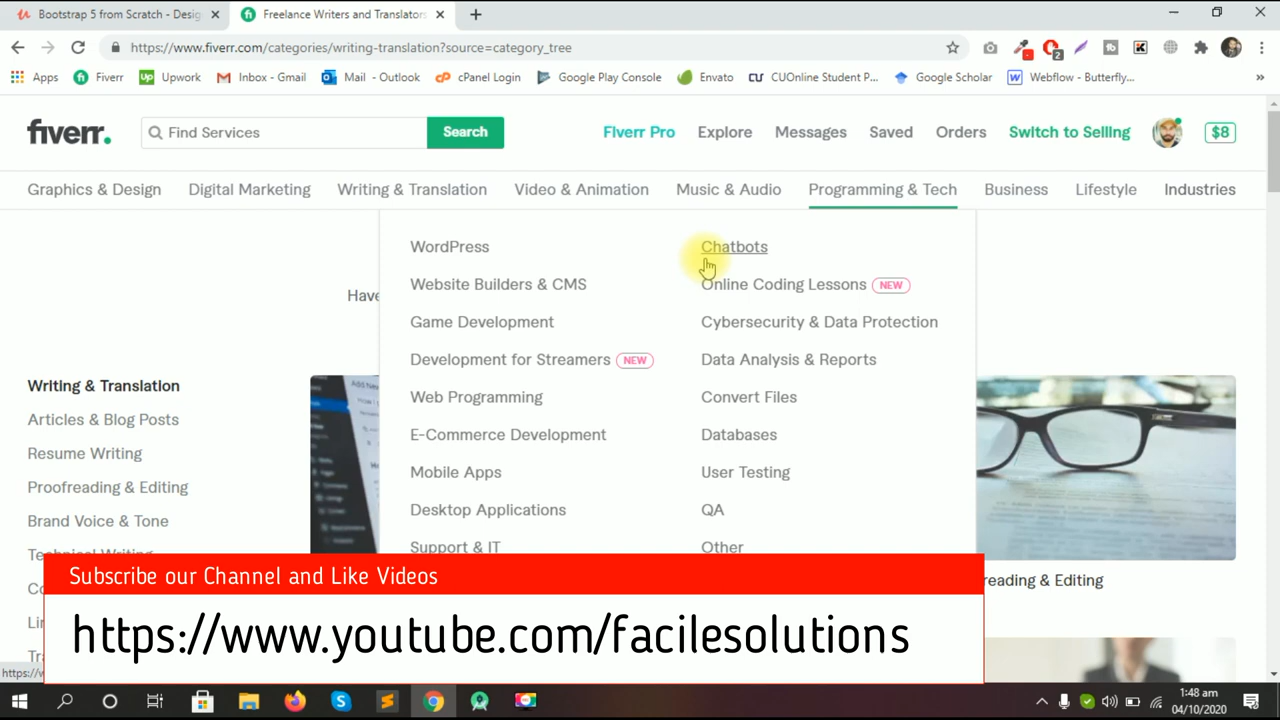 Bootstrap 5 from Scratch - Desig
Freelance Writers and Translators
https://www.fiverr.com/categories/writing-translation?source=category_tree
2
Apps Fiverr Upwork Inbox - Gmail Mail - Outlook cPanel Login Google Play Console Envato CUOnline Student P... Google Scholar Webflow - Butterfly...
fiverr. Find Services Search Fiverr Pro Explore Messages Saved Orders Switch to Selling $8
Graphics & Design Digital Marketing Writing & Translation Video & Animation Music & Audio Programming & Tech Business Lifestyle Industries
WordPress Chatbots
Website Builders & CMS Online Coding Lessons NEW
Have
Game Development Cybersecurity & Data Protection
Development for Streamers NEW Data Analysis & Reports
Writing & Translation
Web Programming Convert Files
Articles & Blog Posts
E-Commerce Development Databases
Resume Writing
Mobile Apps User Testing
Proofreading & Editing
Desktop Applications QA
Brand Voice & Tone
Support & IT Other
Technical Writing
Subscribe our Channel and Like Videos
reading & Editing
https://www.youtube.com/facilesolutions
https://w
1:48 am
04/10/2020